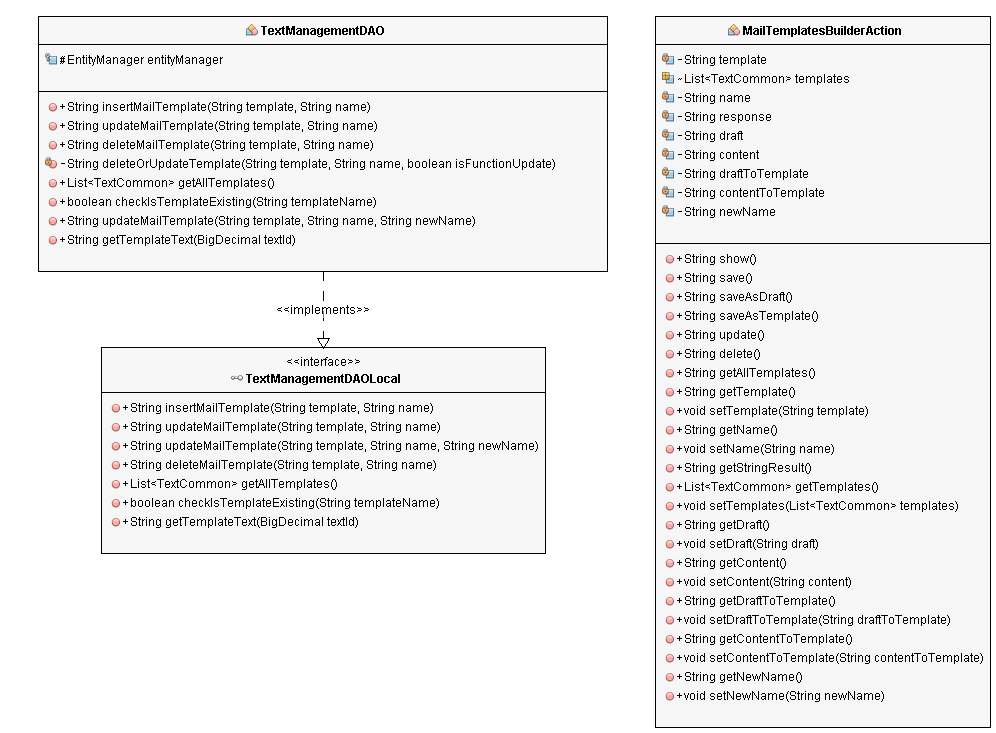 TextManagementDAO
# EntityManager entityManager
+ String insertMailTemplate(String template, String name)
+ String updateMailTemplate(String template, String name)
+ String deleteMailTemplate(String template, String name)
- String deleteOrUpdateTemplate(String template, String name, boolean isFunctionUpdate)
+ List<TextCommon> getAllTemplates()
+ boolean checkIsTemplateExisting(String templateName)
+ String updateMailTemplate(String template, String name, String newName)
+ String getTemplateText(BigDecimal textId)
<<implements>>
<<interface>>
TextManagementDAOLocal
+ String insertMailTemplate(String template, String name)
+ String updateMailTemplate(String template, String name)
+ String updateMailTemplate(String template, String name, String newName)
+ String deleteMailTemplate(String template, String name)
+ List<TextCommon> getAllTemplates()
+ boolean checkIsTemplateExisting(String templateName)
+ String getTemplateText(BigDecimal textId)
MailTemplatesBuilderAction
- String template
~ List<TextCommon> templates
- String name
- String response
- String draft
- String content
- String draftToTemplate
- String contentToTemplate
- String newName
+ String show()
+ String save()
+ String saveAsDraft()
+ String saveAsTemplate()
+ String update()
+ String delete()
+ String getAllTemplates()
+ String getTemplate()
+ void setTemplate(String template)
+ String getName()
+ void setName(String name)
+ String getStringResult()
+ List<TextCommon> getTemplates()
+ void setTemplates(List<TextCommon> templates)
+ String getDraft()
+ void setDraft(String draft)
+ String getContent()
+ void setContent(String content)
+ String getDraftToTemplate()
+ void setDraftToTemplate(String draftToTemplate)
+ String getContentToTemplate()
+ void setContentToTemplate(String contentToTemplate)
+ String getNewName()
+ void setNewName(String newName)